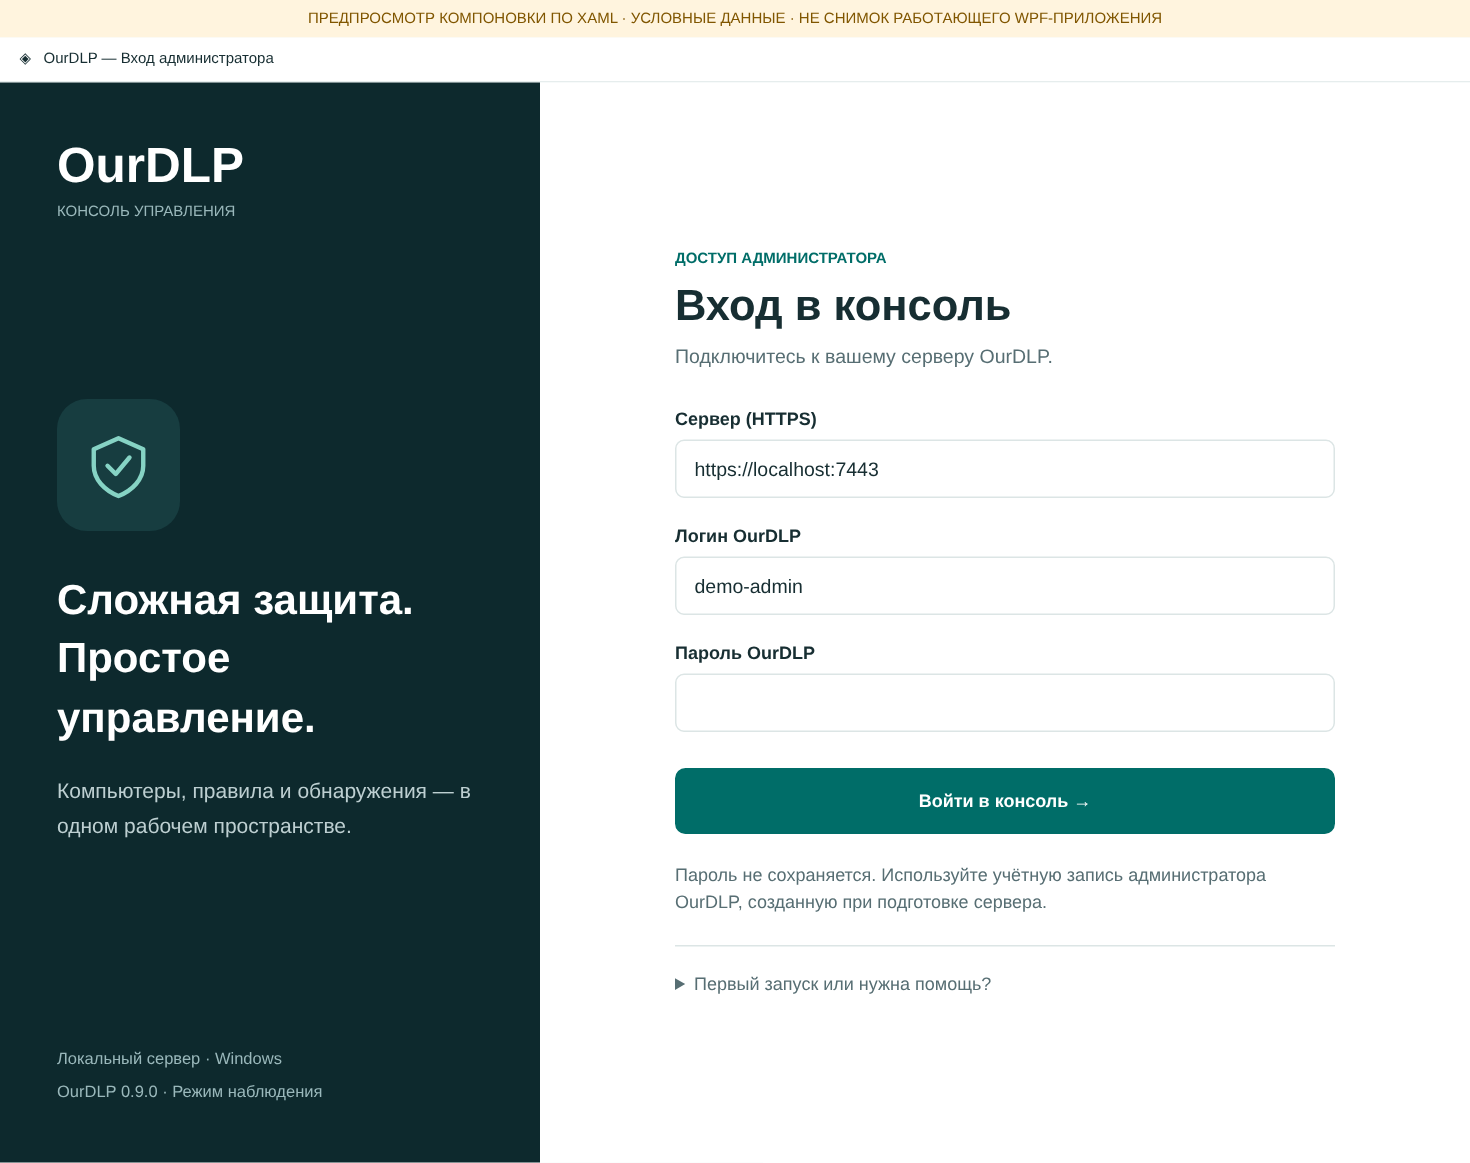 ПРЕДПРОСМОТР КОМПОНОВКИ ПО XAML · УСЛОВНЫЕ ДАННЫЕ · НЕ СНИМОК РАБОТАЮЩЕГО WPF-ПРИЛОЖЕНИЯ
◈ OurDLP — Вход администратора
OurDLP
КОНСОЛЬ УПРАВЛЕНИЯ
Сложная защита.
Простое
управление.
Компьютеры, правила и обнаружения — в
одном рабочем пространстве.
Локальный сервер · Windows
OurDLP 0.9.0 · Режим наблюдения
ДОСТУП АДМИНИСТРАТОРА
Вход в консоль
Подключитесь к вашему серверу OurDLP.
Сервер (HTTPS)
https://localhost:7443
Логин OurDLP
demo-admin
Пароль OurDLP
Войти в консоль →
Пароль не сохраняется. Используйте учётную запись администратора
OurDLP, созданную при подготовке сервера.
▶ Первый запуск или нужна помощь?